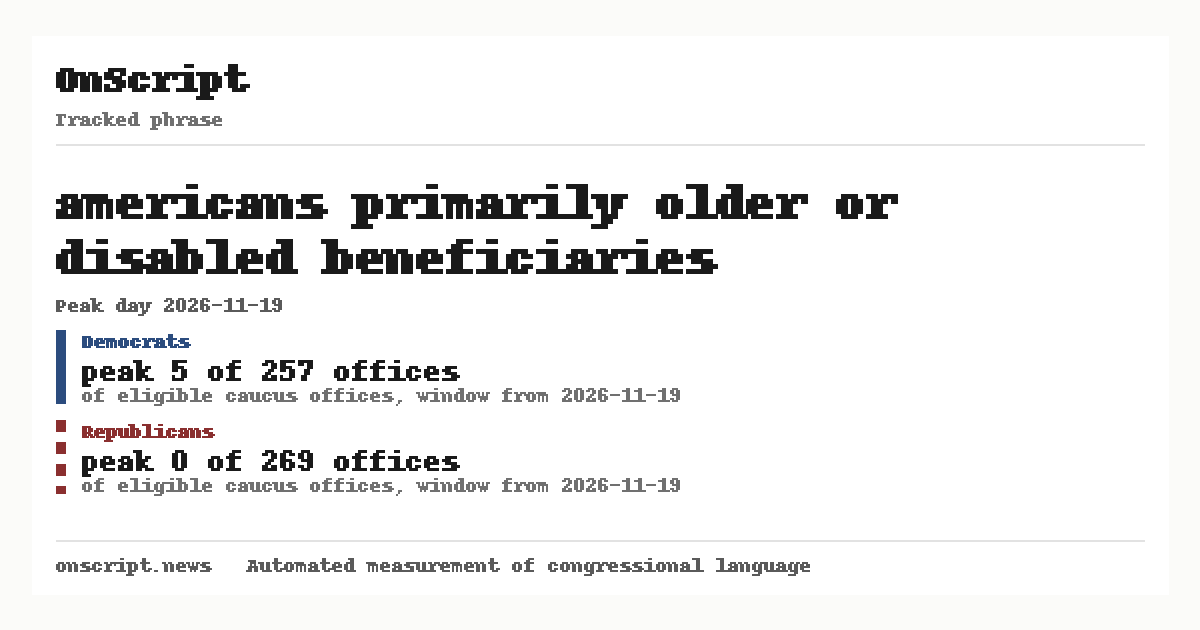 OnScript
Tracked phrase
americans primarily older or
disabled beneficiaries
Peak day 2026-11-19
Democrats
peak 5 of 257 offices
of eligible caucus offices, window from 2026-11-19
Republicans
peak 0 of 269 offices
of eligible caucus offices, window from 2026-11-19
onscript.news Automated measurement of congressional language